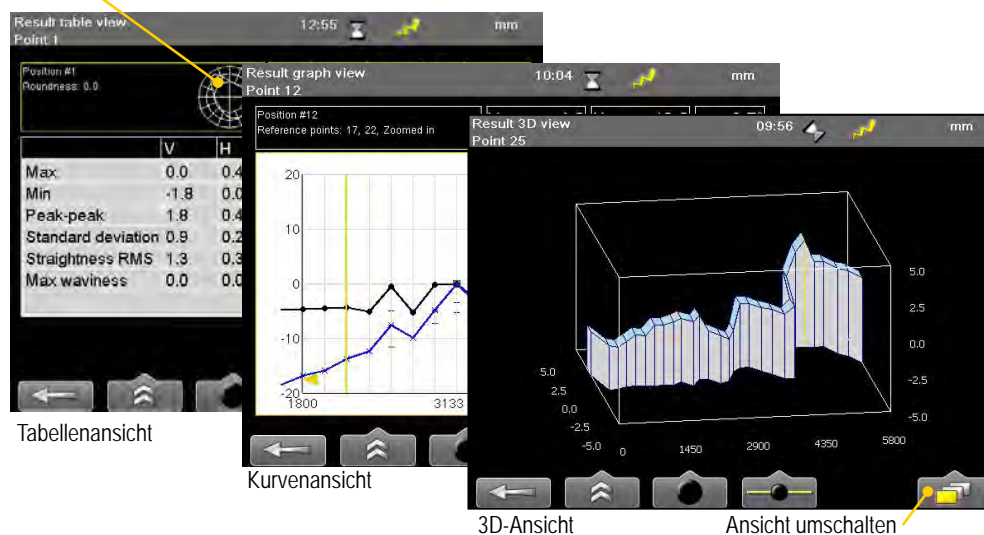 Result table view 12:55 mm
Point 1
Position #1
Roundness: 0.0
V H
Max 0.0 0.4
Min -1.8 0.0
Peak-peak 1.8 0.4
Standard deviation 0.9 0.2
Straightness RMS 1.3 0.3
Max waviness 0.0 0.0
Tabellenansicht
Result graph view 10:04 mm
Point 12
Position #12
Reference points: 17, 22, Zoomed in
20
10
0
-10
-20
1800 3133
Kurvenansicht
Result 3D view 09:56 mm
Point 25
5.0
2.5
0.0
-2.5
-5.0
5.0
2.5
0.0
-2.5
-5.0
0 1450 2900 4350 5800
3D-Ansicht Ansicht umschalten